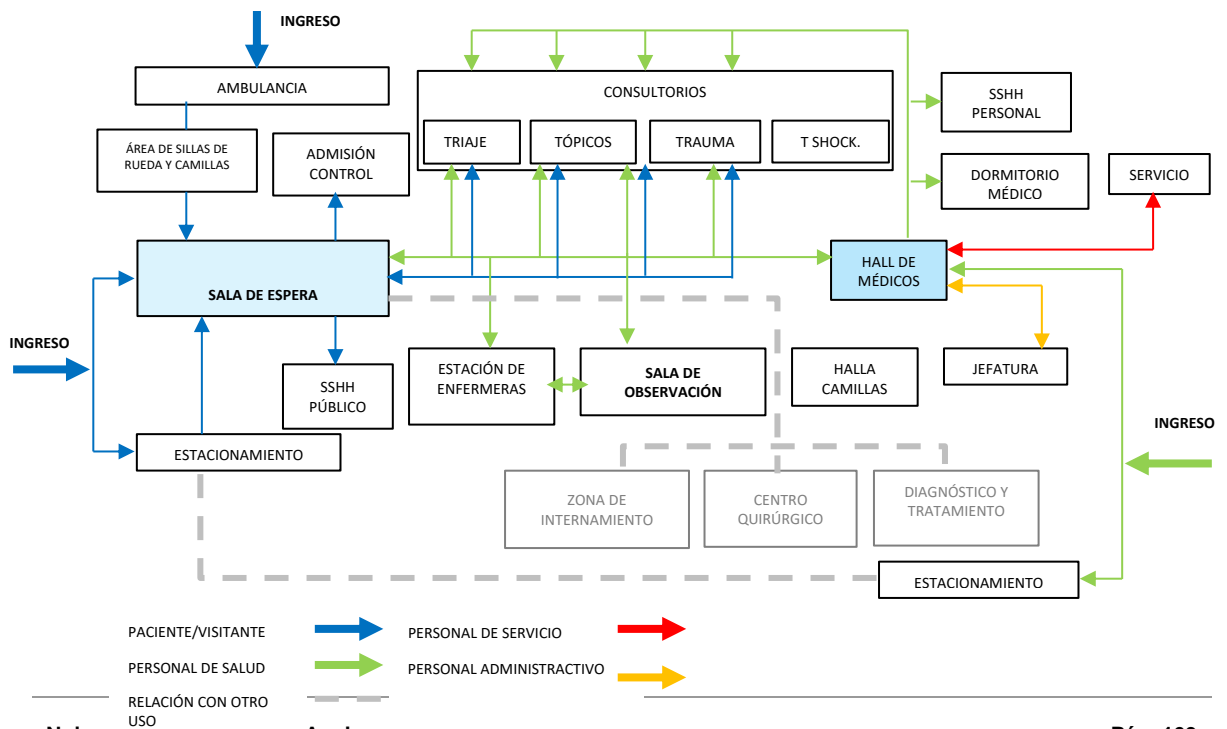 INGRESO
AMBULANCIA
CONSULTORIOS
SSHH
PERSONAL
ÁREA DE SILLAS DE
RUEDA Y CAMILLAS
ADMISIÓN
CONTROL
TRIAJE
TÓPICOS
TRAUMA
T SHOCK.
DORMITORIO
MÉDICO
SERVICIO
SALA DE ESPERA
HALL DE
MÉDICOS
INGRESO
SSHH
PÚBLICO
ESTACIÓN DE
ENFERMERAS
SALA DE
OBSERVACIÓN
HALLA
CAMILLAS
JEFATURA
INGRESO
ESTACIONAMIENTO
ZONA DE
INTERNAMIENTO
CENTRO
QUIRÚRGICO
DIAGNÓSTICO Y
TRATAMIENTO
ESTACIONAMIENTO
PACIENTE/VISITANTE
PERSONAL DE SERVICIO
PERSONAL DE SALUD
PERSONAL ADMINISTRACTIVO
RELACIÓN CON OTRO
USO